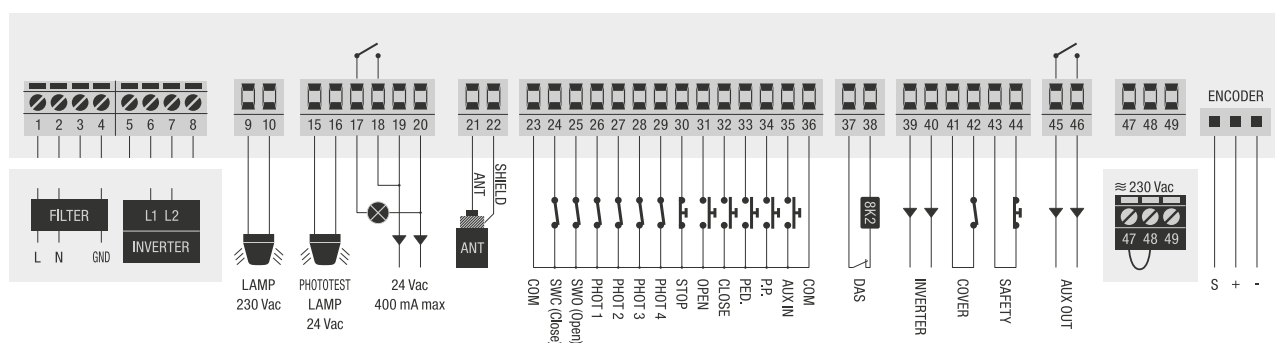 ENCODER
1 2 3 4 5 6 7 8
9 10
15 16 17 18 19 20
21 22
23 24 25 26 27 28 29 30 31 32 33 34 35 36
37 38
39 40 41 42 43 44
45 46
47 48 49
FILTER
L N GND
L1 L2
INVERTER
LAMP
230 Vac
PHOTOTEST
LAMP
24 Vac
24 Vac
400 mA max
ANT
SHIELD
ANT
COM
SWC (Close)
SWO (Open)
PHOT 1
PHOT 2
PHOT 3
PHOT 4
STOP
OPEN
CLOSE
PED.
P.P.
AUX IN
COM
8K2
DAS
INVERTER
COVER
SAFETY
AUX OUT
≈ 230 Vac
47 48 49
S + -